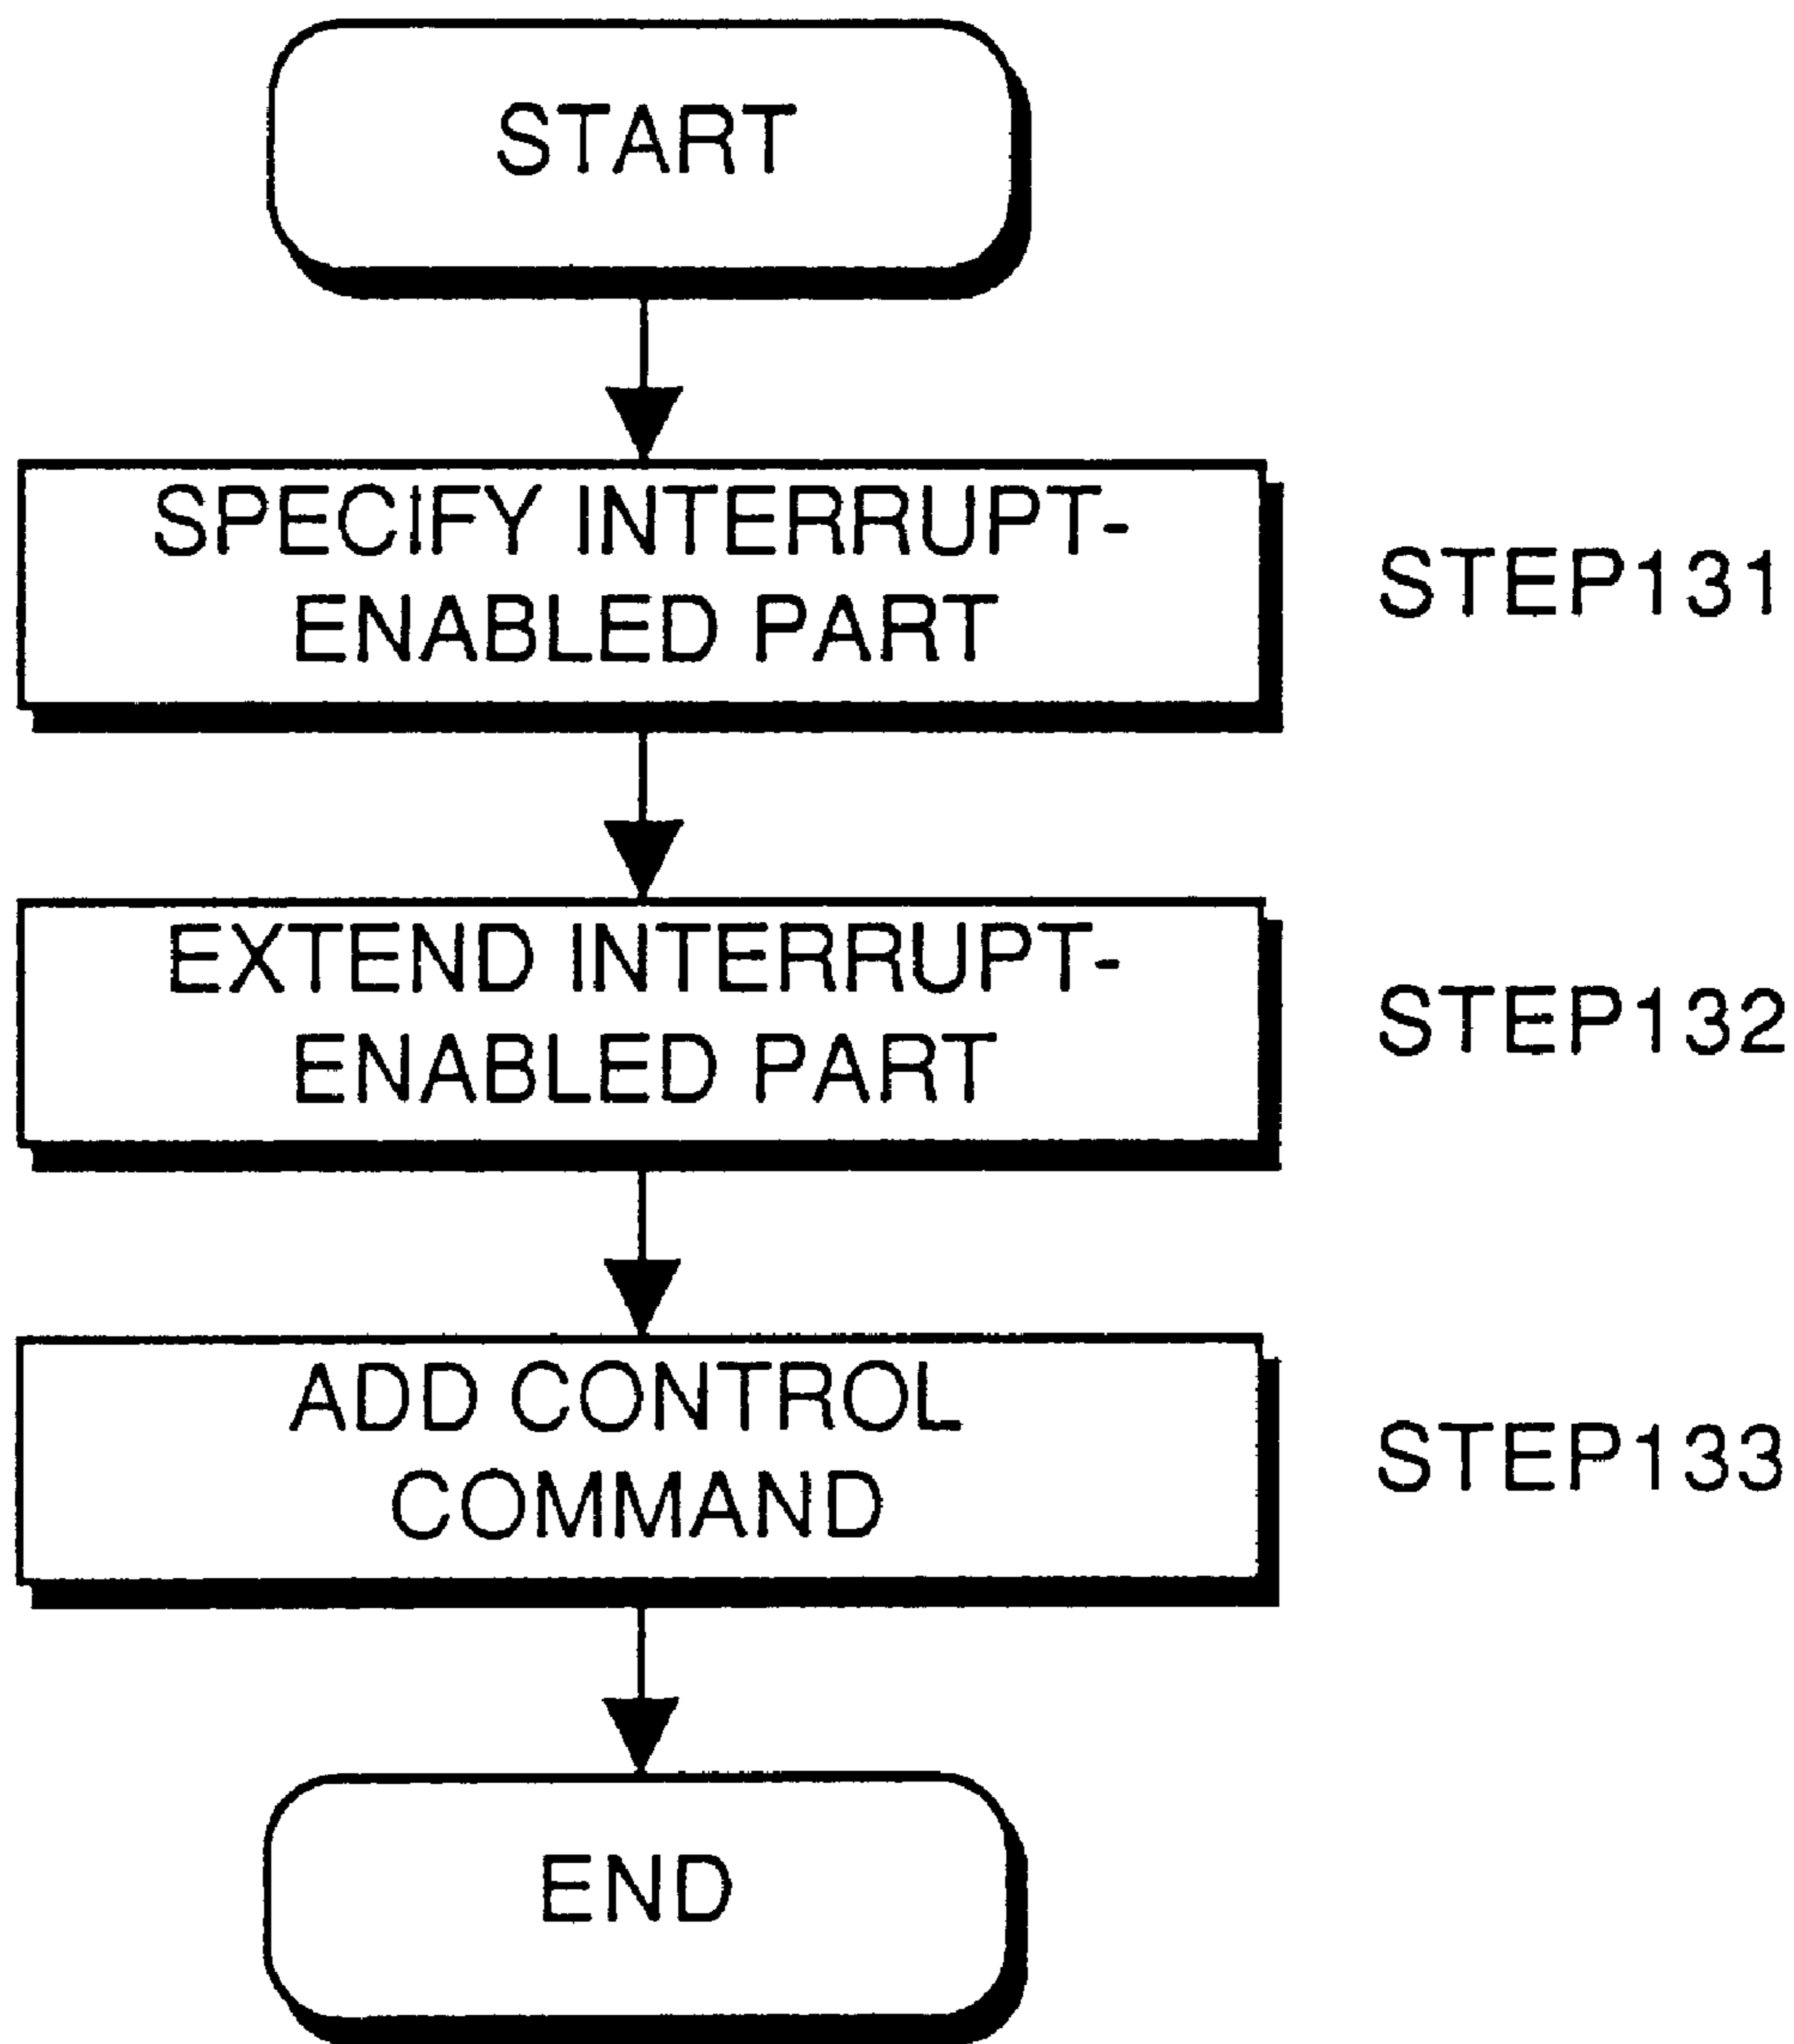 START
SPECIFY INTERRUPT-
ENABLED PART
STEP131
EXTEND INTERRUPT-
ENABLED PART
STEP132
ADD CONTROL
COMMAND
STEP133
END